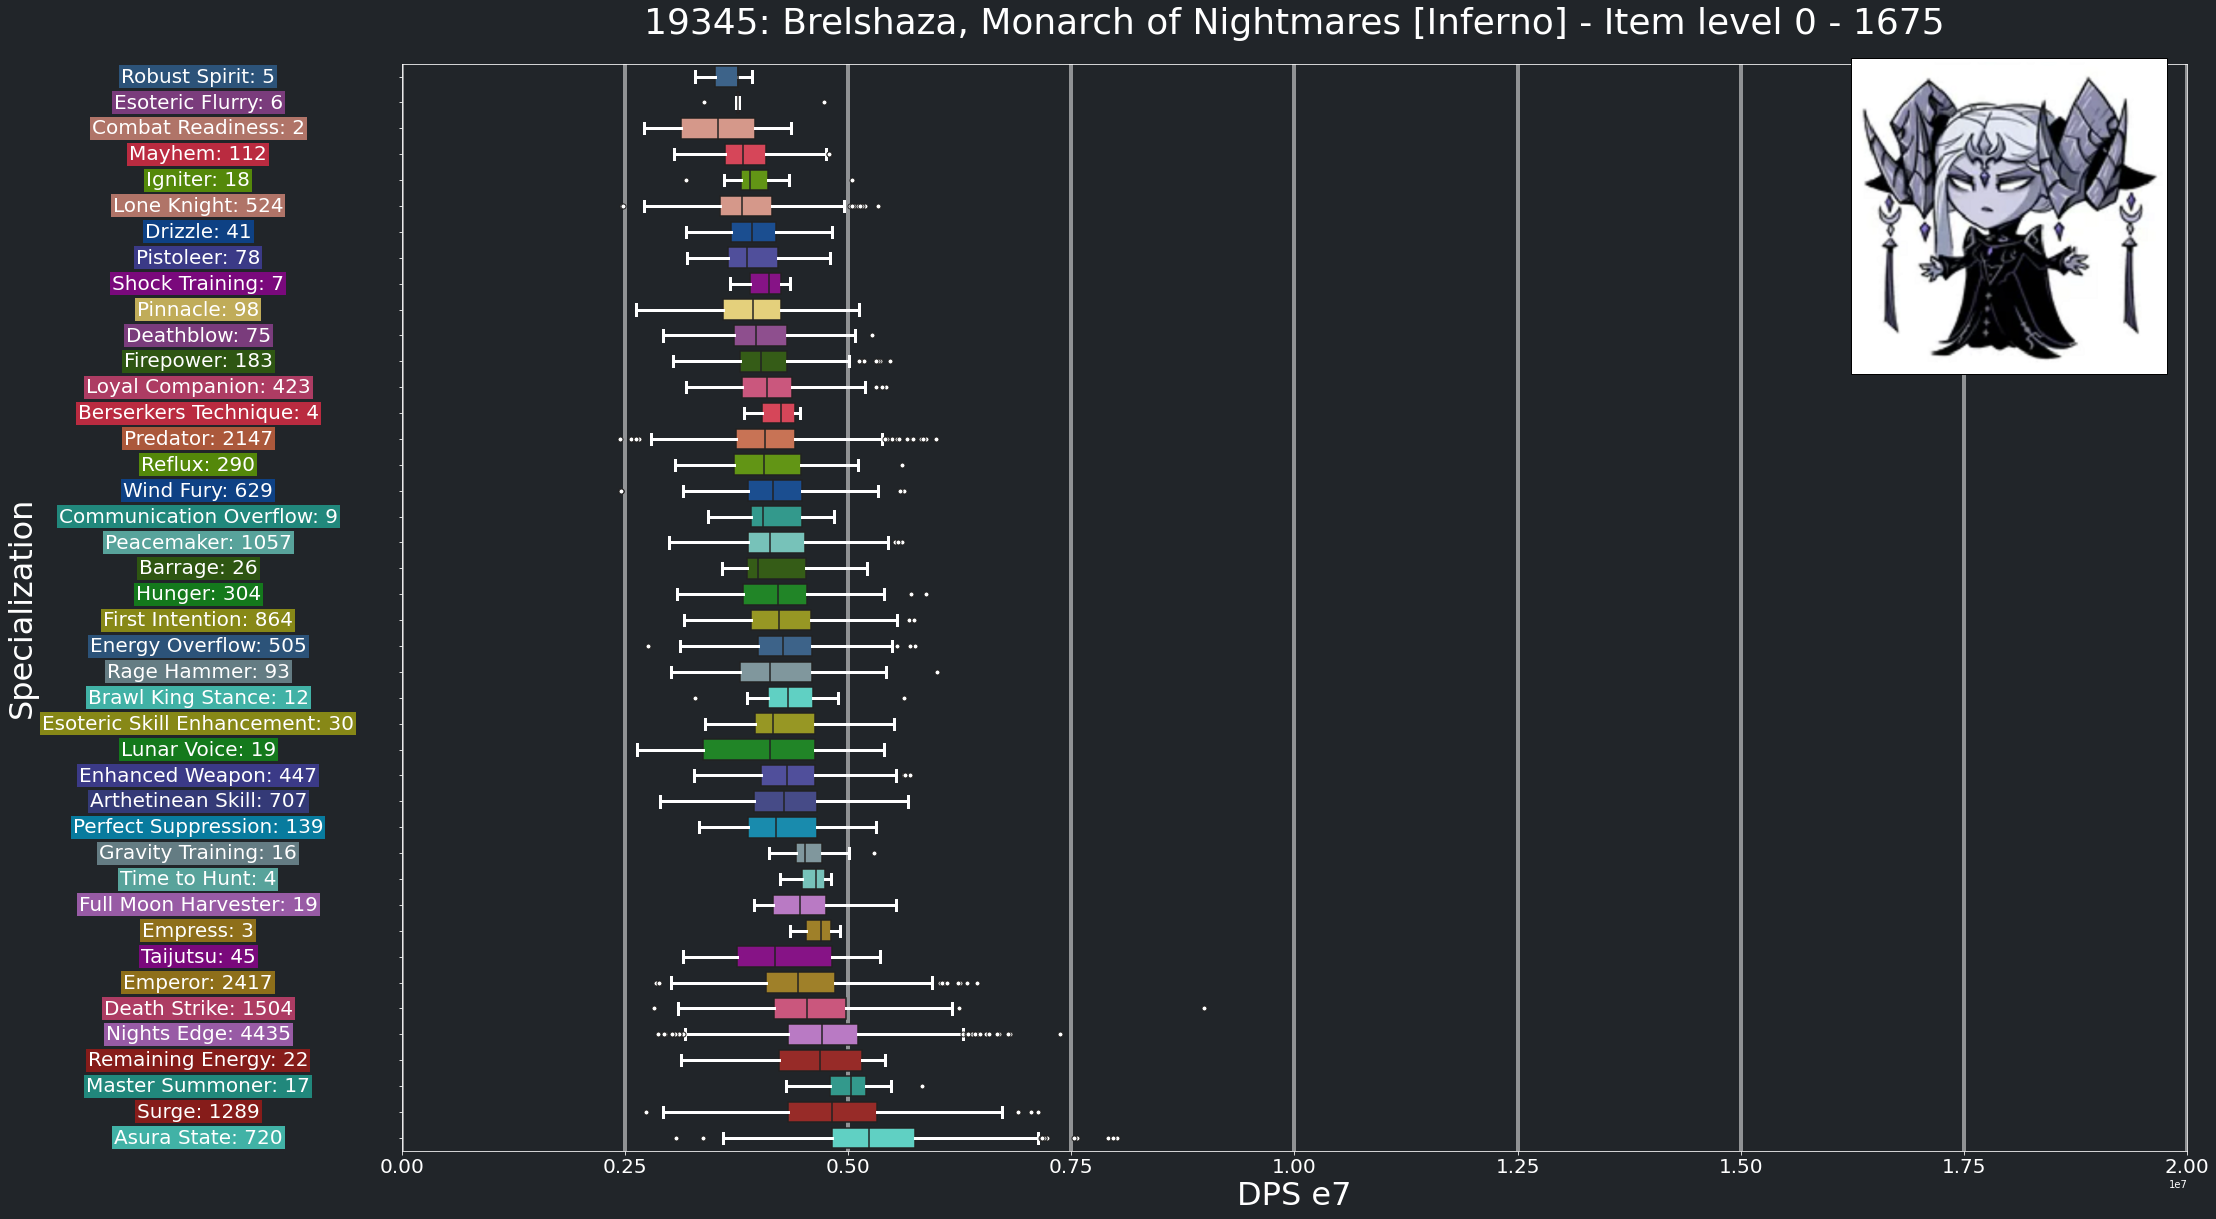 19345: Brelshaza, Monarch of Nightmares [Inferno] - Item level 0 - 1675
Robust Spirit: 5
Esoteric Flurry: 6
Combat Readiness: 2
Mayhem: 112
Igniter: 18
Lone Knight: 524
Drizzle: 41
Pistoleer: 78
Shock Training: 7
Pinnacle: 98
Deathblow: 75
Firepower: 183
Loyal Companion: 423
Berserkers Technique: 4
Predator: 2147
Reflux: 290
Wind Fury: 629
Communication Overflow: 9
Peacemaker: 1057
Barrage: 26
Hunger: 304
First Intention: 864
Energy Overflow: 505
Rage Hammer: 93
Brawl King Stance: 12
Esoteric Skill Enhancement: 30
Lunar Voice: 19
Enhanced Weapon: 447
Arthetinean Skill: 707
Perfect Suppression: 139
Gravity Training: 16
Time to Hunt: 4
Full Moon Harvester: 19
Empress: 3
Taijutsu: 45
Emperor: 2417
Death Strike: 1504
Nights Edge: 4435
Remaining Energy: 22
Master Summoner: 17
Surge: 1289
Asura State: 720
Specialization
0.00 0.25 0.50 0.75 1.00 1.25 1.50 1.75 2.00
1e7
DPS e7